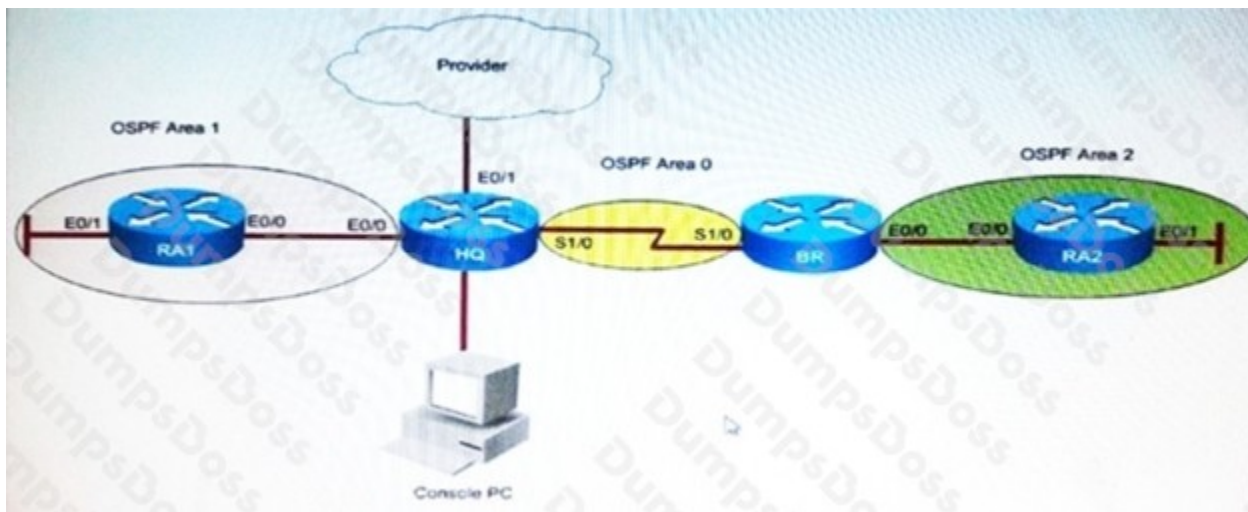 Provider
OSPF Area 1
E0/1
OSPF Area 0
OSPF Area 2
E0/1
E0/0
E0/0
S1/0
S1/0
E0/0
E0/0
E0/1
RA1
HQ
BR
RA2
Console PC
DumpsDoss